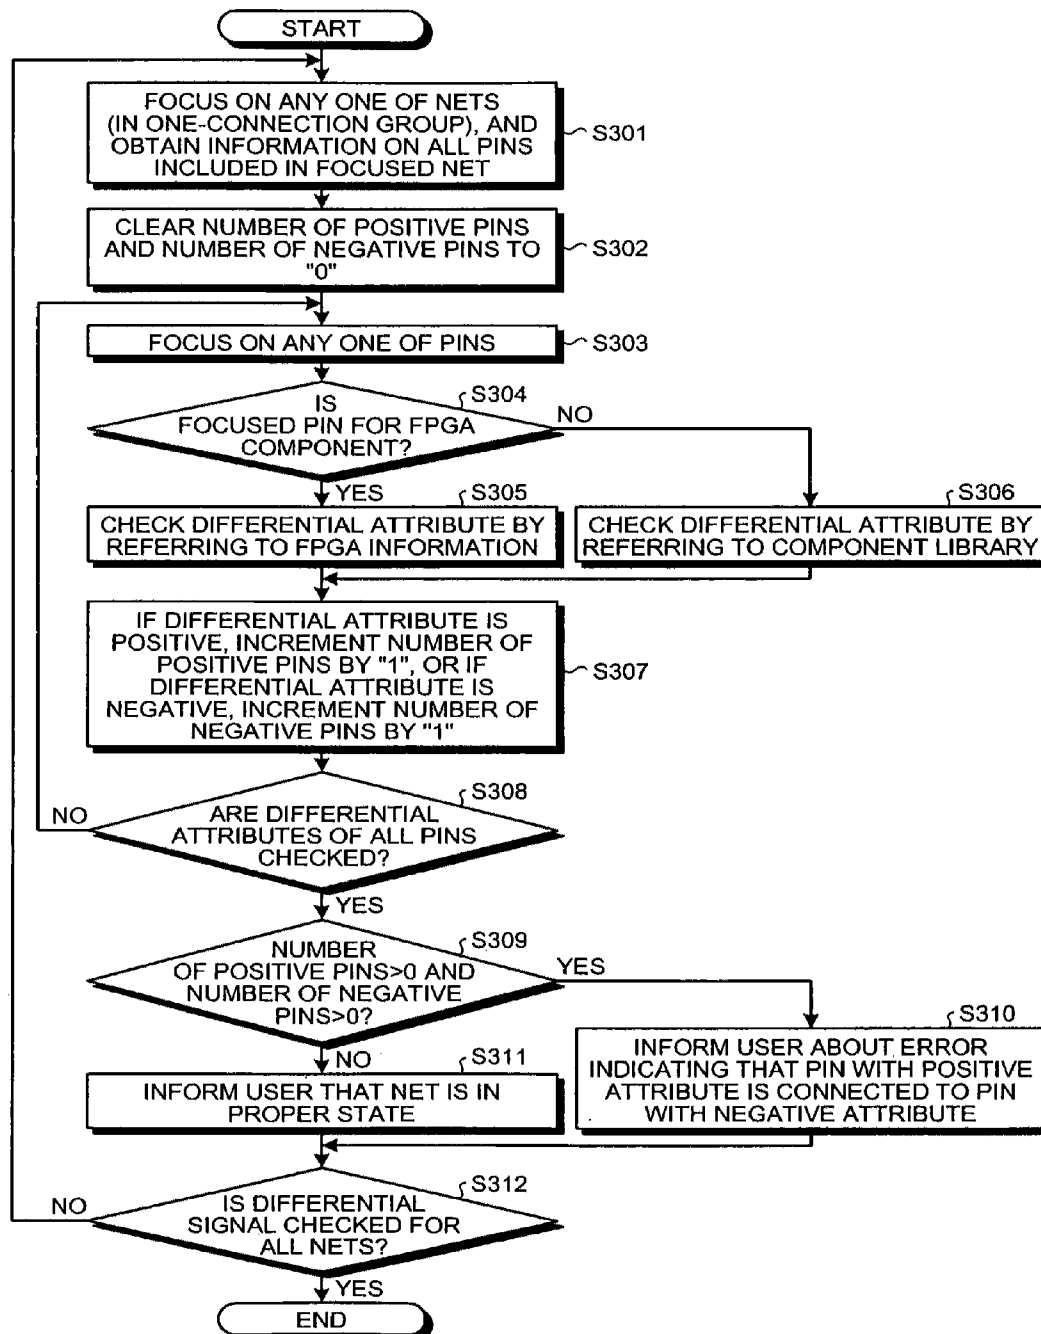 START
FOCUS ON ANY ONE OF NETS
(IN ONE-CONNECTION GROUP), AND
OBTAIN INFORMATION ON ALL PINS
INCLUDED IN FOCUSED NET
S301
CLEAR NUMBER OF POSITIVE PINS
AND NUMBER OF NEGATIVE PINS TO
"0"
S302
FOCUS ON ANY ONE OF PINS
S303
S304
IS
FOCUSED PIN FOR FPGA
COMPONENT?
NO
YES
S305
CHECK DIFFERENTIAL ATTRIBUTE BY
REFERRING TO FPGA INFORMATION
S306
CHECK DIFFERENTIAL ATTRIBUTE BY
REFERRING TO COMPONENT LIBRARY
IF DIFFERENTIAL ATTRIBUTE IS
POSITIVE, INCREMENT NUMBER OF
POSITIVE PINS BY "1", OR IF
DIFFERENTIAL ATTRIBUTE IS
NEGATIVE, INCREMENT NUMBER OF
NEGATIVE PINS BY "1"
S307
S308
NO
ARE DIFFERENTIAL
ATTRIBUTES OF ALL PINS
CHECKED?
YES
S309
NUMBER
OF POSITIVE PINS>0 AND
NUMBER OF NEGATIVE
PINS>0?
YES
NO
S310
INFORM USER ABOUT ERROR
INDICATING THAT PIN WITH POSITIVE
ATTRIBUTE IS CONNECTED TO PIN
WITH NEGATIVE ATTRIBUTE
S311
INFORM USER THAT NET IS IN
PROPER STATE
S312
NO
IS DIFFERENTIAL
SIGNAL CHECKED FOR
ALL NETS?
YES
END